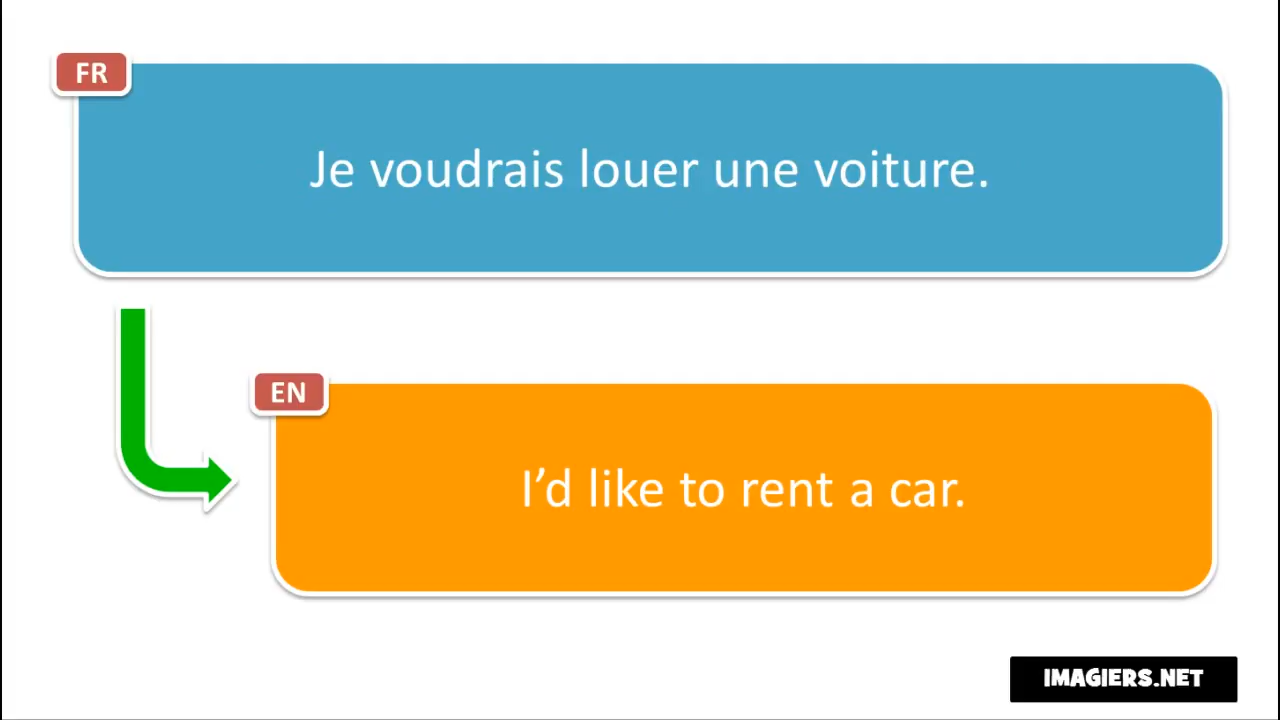 FR
Je voudrais louer une voiture.
EN
I’d like to rent a car.
IMAGIERS.NET